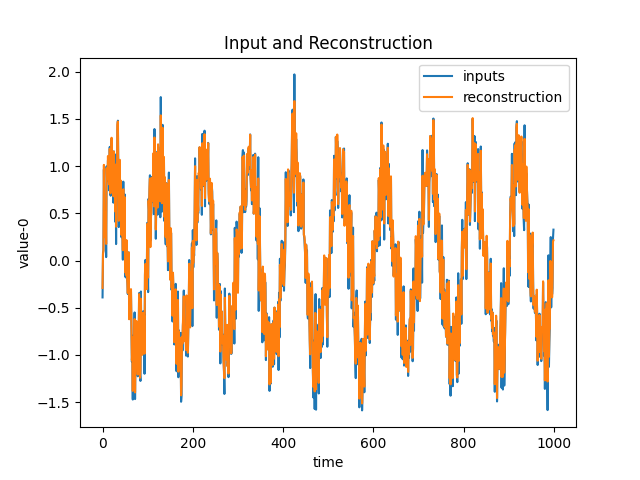 Input and Reconstruction
inputs
reconstruction
2.0
1.5
1.0
0.5
0.0
−0.5
−1.0
−1.5
value-0
0 200 400 600 800 1000
time